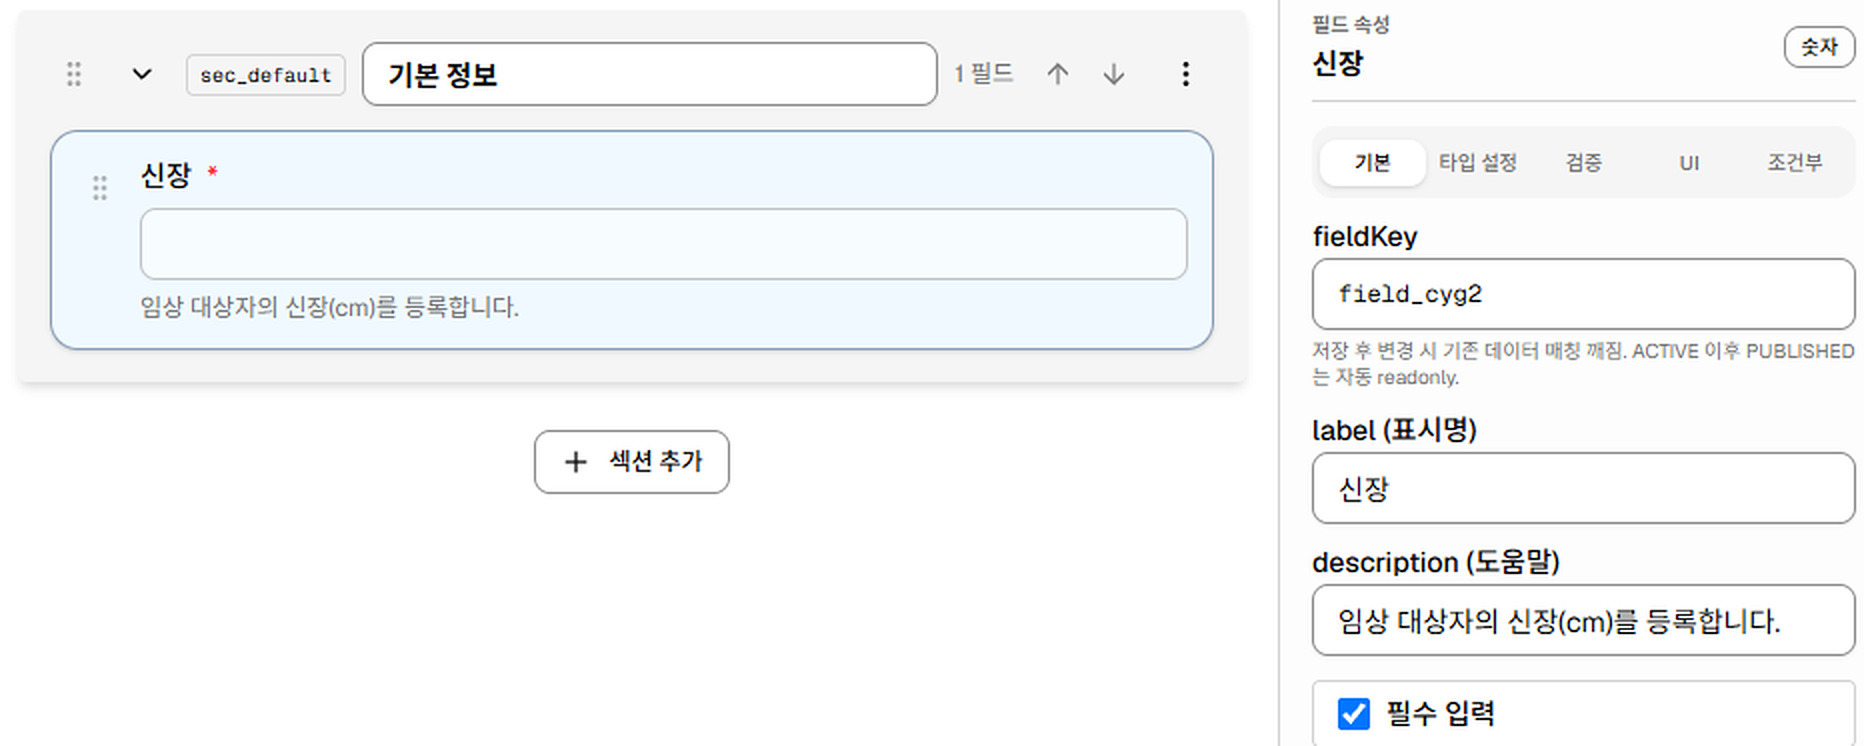 sec_default
기본 정보
1 필드
신장 *
임상 대상자의 신장(cm)를 등록합니다.
섹션 추가
필드 속성
신장
숫자
기본
타입 설정
검증
UI
조건부
fieldKey
field_cyg2
저장 후 변경 시 기존 데이터 매칭 깨짐. ACTIVE 이후 PUBLISHED
는 자동 readonly.
label (표시명)
신장
description (도움말)
임상 대상자의 신장(cm)를 등록합니다.
필수 입력